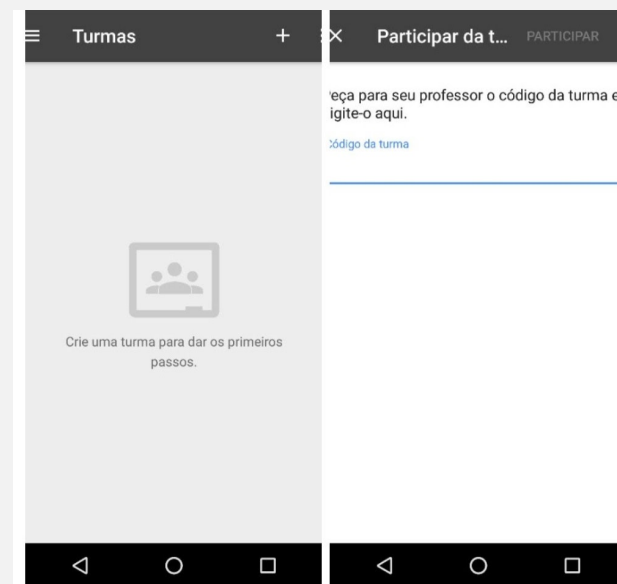 Turmas
Crie uma turma para dar os primeiros
passos.
Participar da t... PARTICIPAR
eça para seu professor o código da turma e
igite-o aqui.
Código da turma